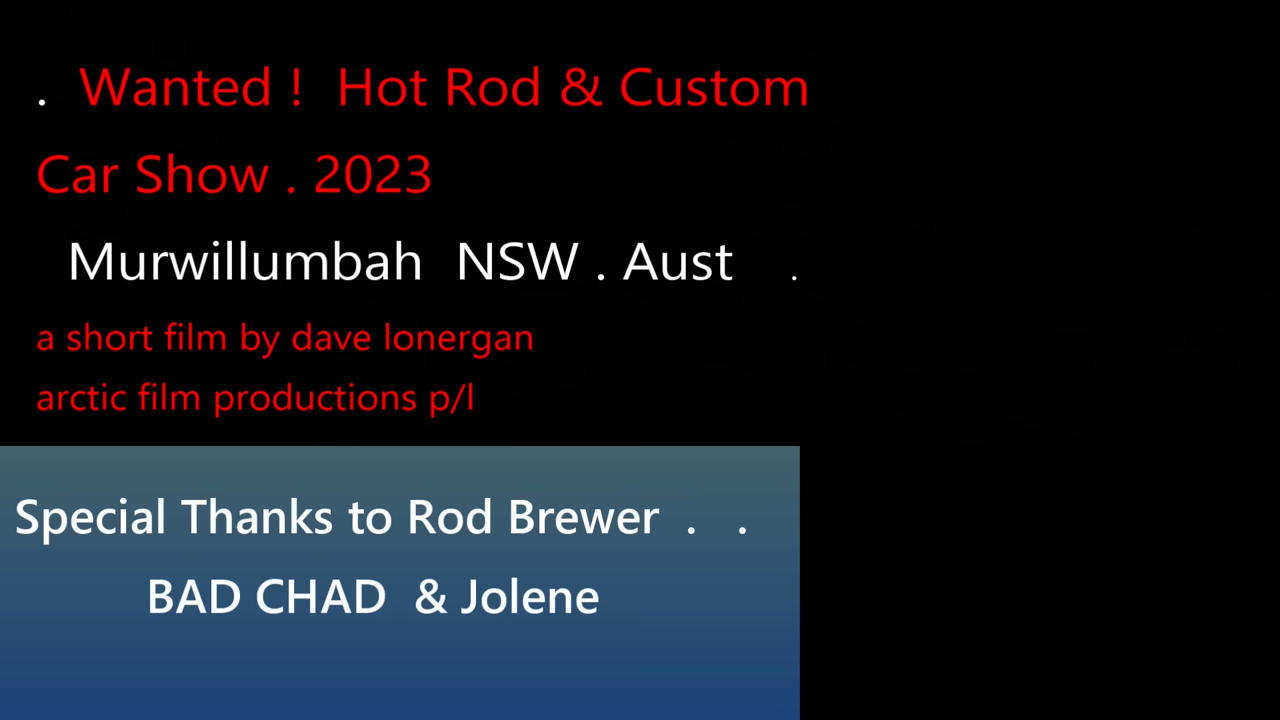 . Wanted ! Hot Rod & Custom
Car Show . 2023
Murwillumbah NSW . Aust .
a short film by dave lonergan
arctic film productions p/l
Special Thanks to Rod Brewer . .
BAD CHAD & Jolene